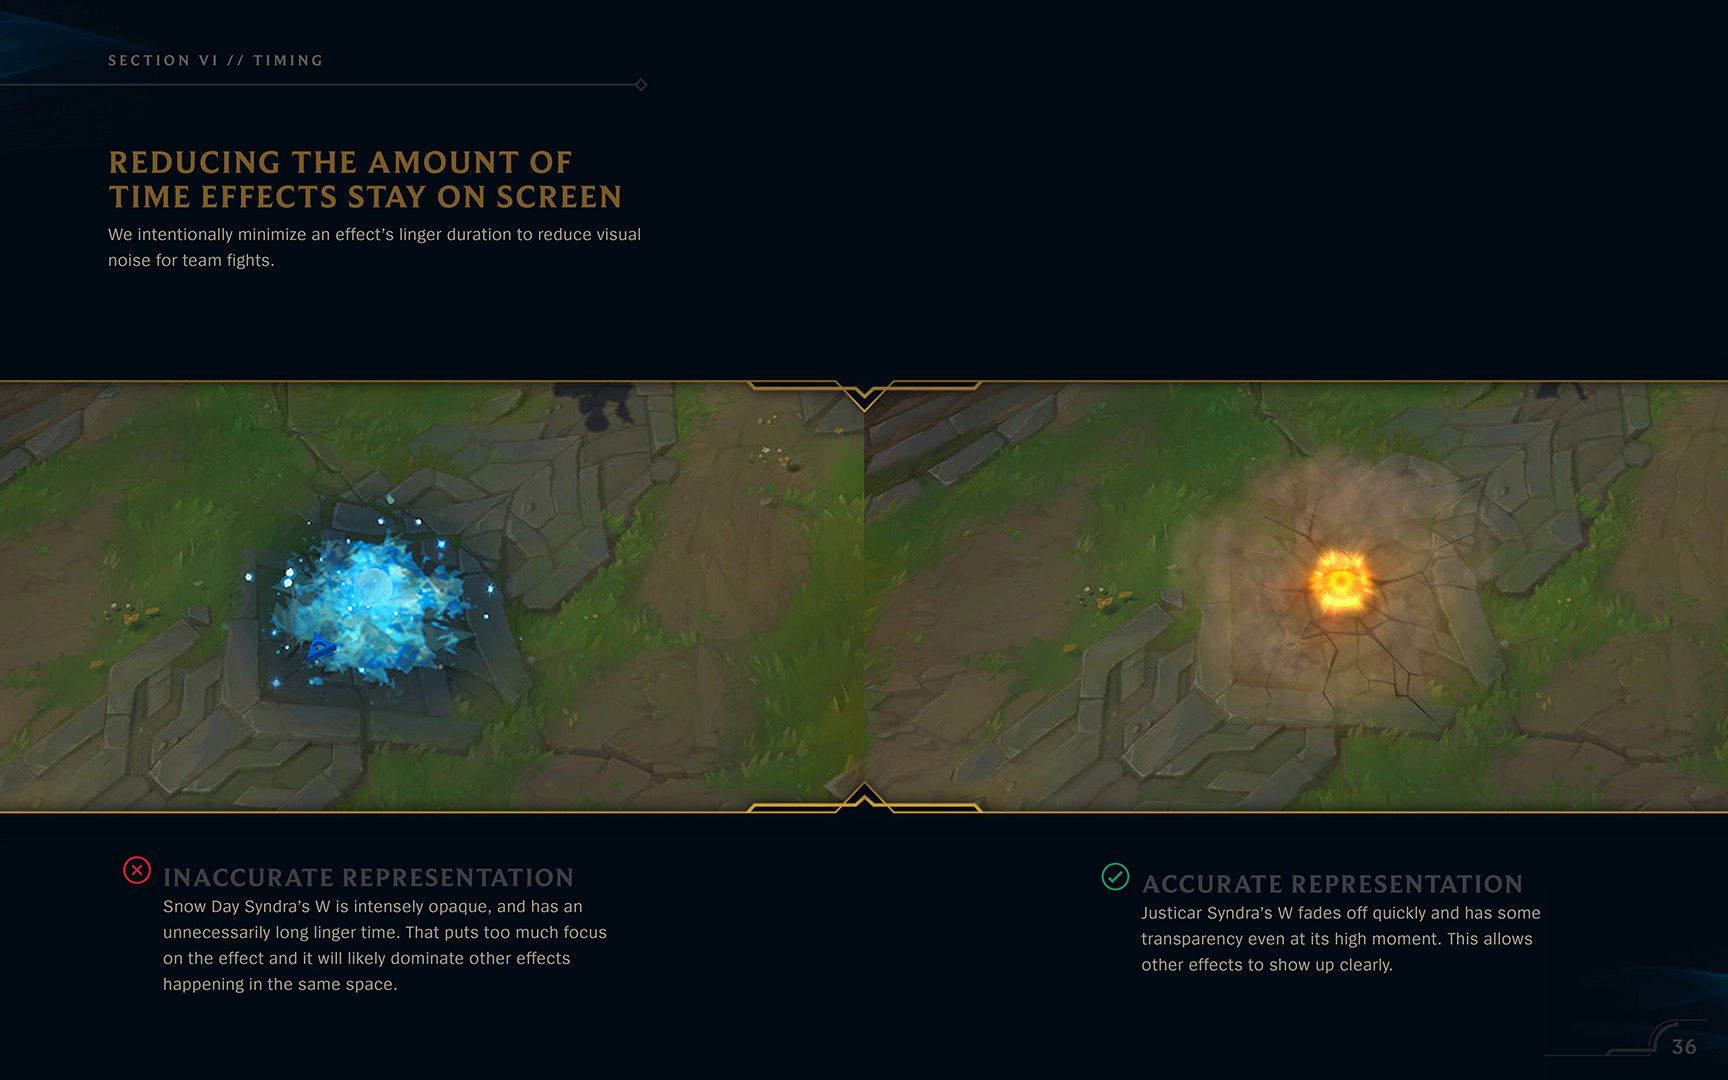 SECTION VI // TIMING
REDUCING THE AMOUNT OF
TIME EFFECTS STAY ON SCREEN
We intentionally minimize an effect’s linger duration to reduce visual
noise for team fights.
INACCURATE REPRESENTATION
Snow Day Syndra’s W is intensely opaque, and has an
unnecessarily long linger time. That puts too much focus
on the effect and it will likely dominate other effects
happening in the same space.
ACCURATE REPRESENTATION
Justicar Syndra’s W fades off quickly and has some
transparency even at its high moment. This allows
other effects to show up clearly.
36